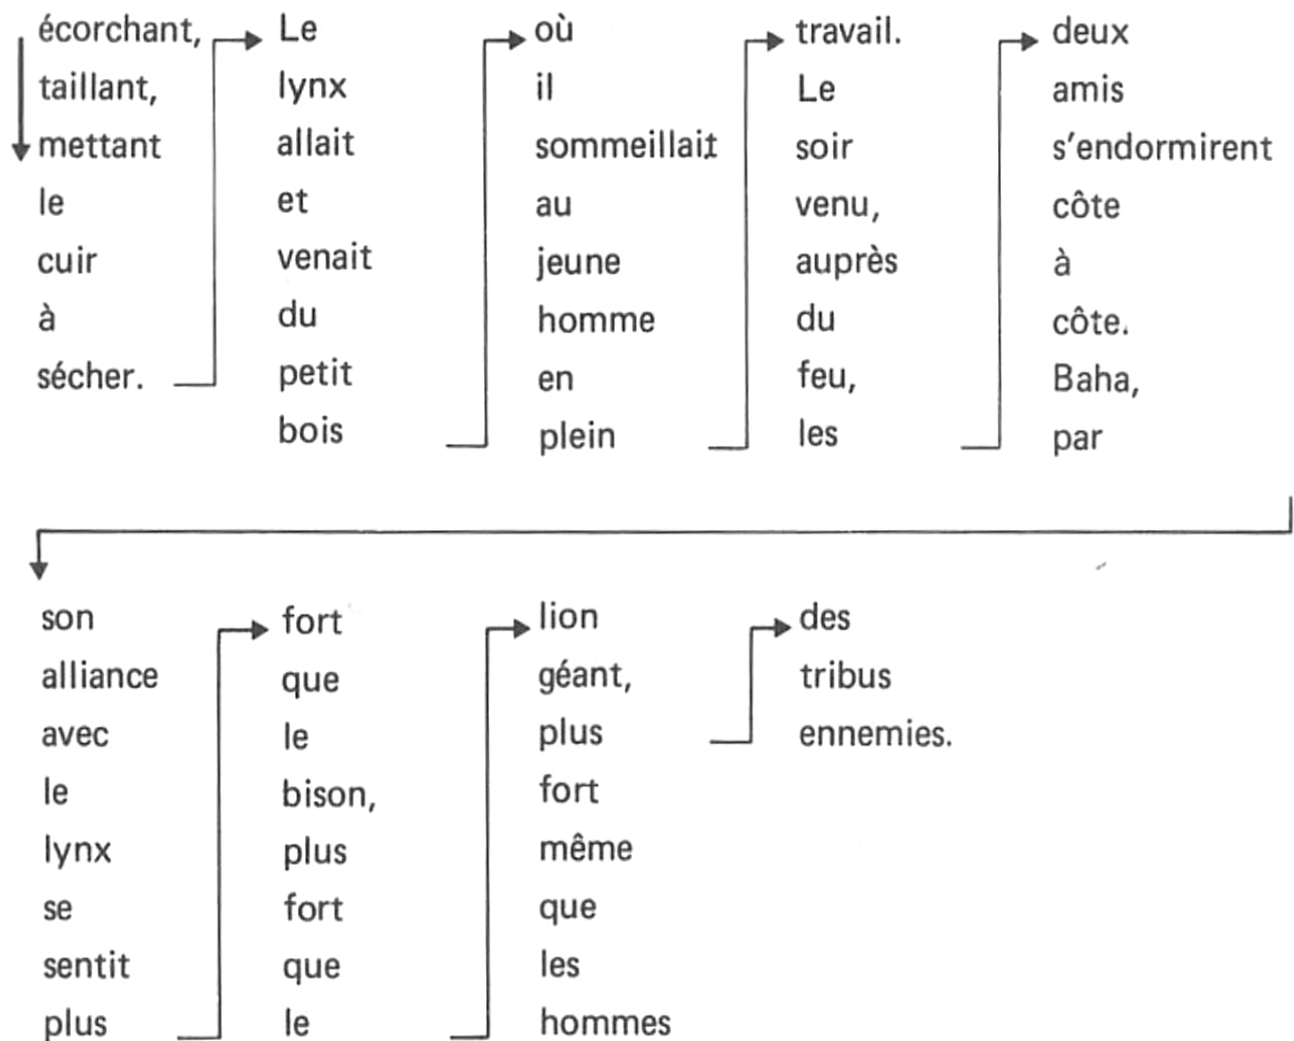 écorchant,
taillant,
mettant
le
cuir
à
sécher.
Le
lynx
allait
et
venait
du
petit
bois
où
il
sommeillait
au
jeune
homme
en
plein
travail.
Le
soir
venu,
auprès
du
feu,
les
deux
amis
s'endormirent
côte
à
côte.
Baha,
par
son
alliance
avec
le
lynx
se
sentit
plus
fort
que
le
bison,
plus
fort
que
le
lion
géant,
plus
fort
même
que
les
hommes
des
tribus
ennemies.